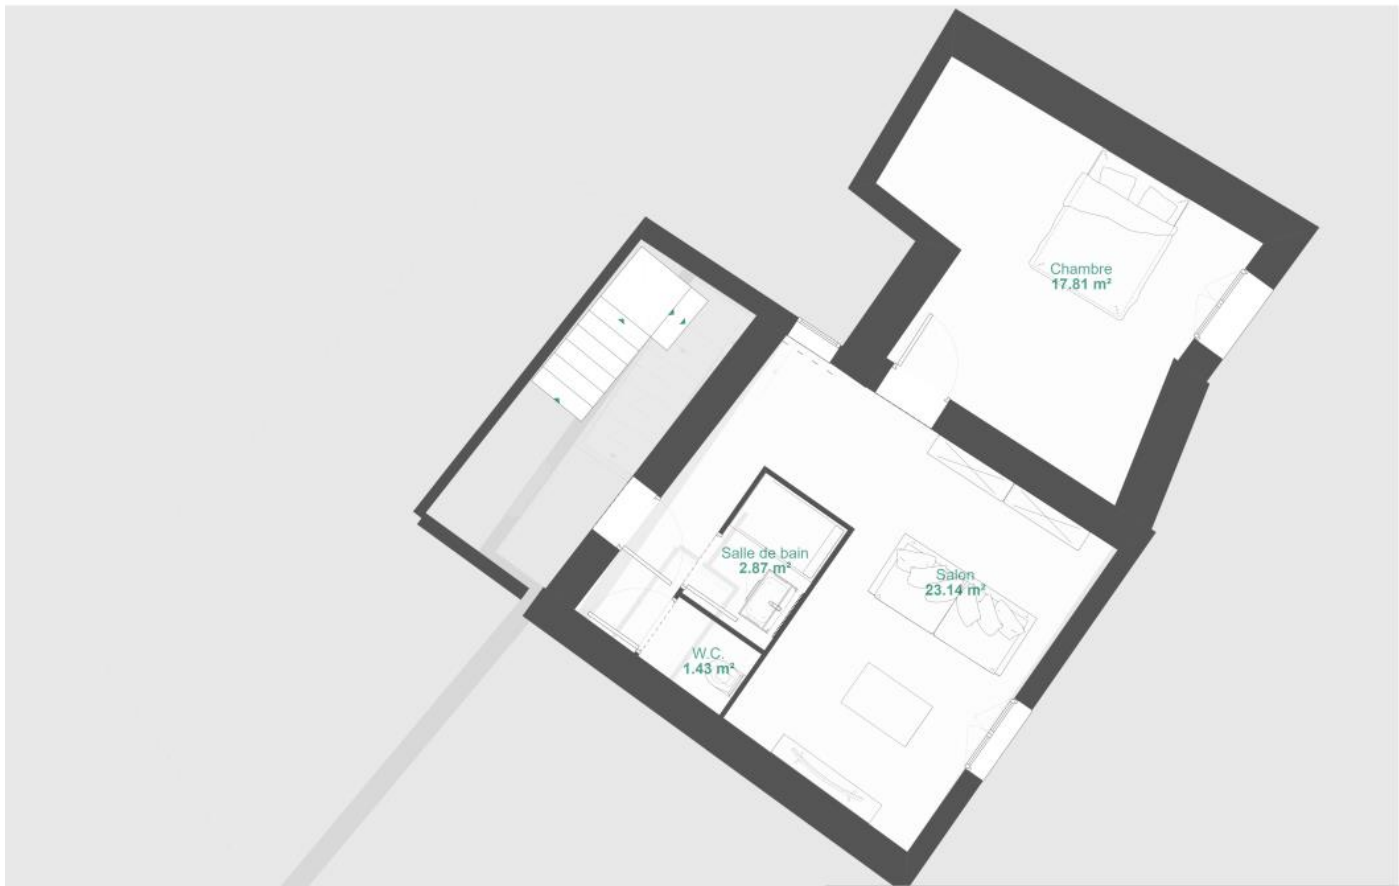 Chambre
17.81 m²
Salle de bain
2.87 m²
Salon
23.14 m²
W.C.
1.43 m²